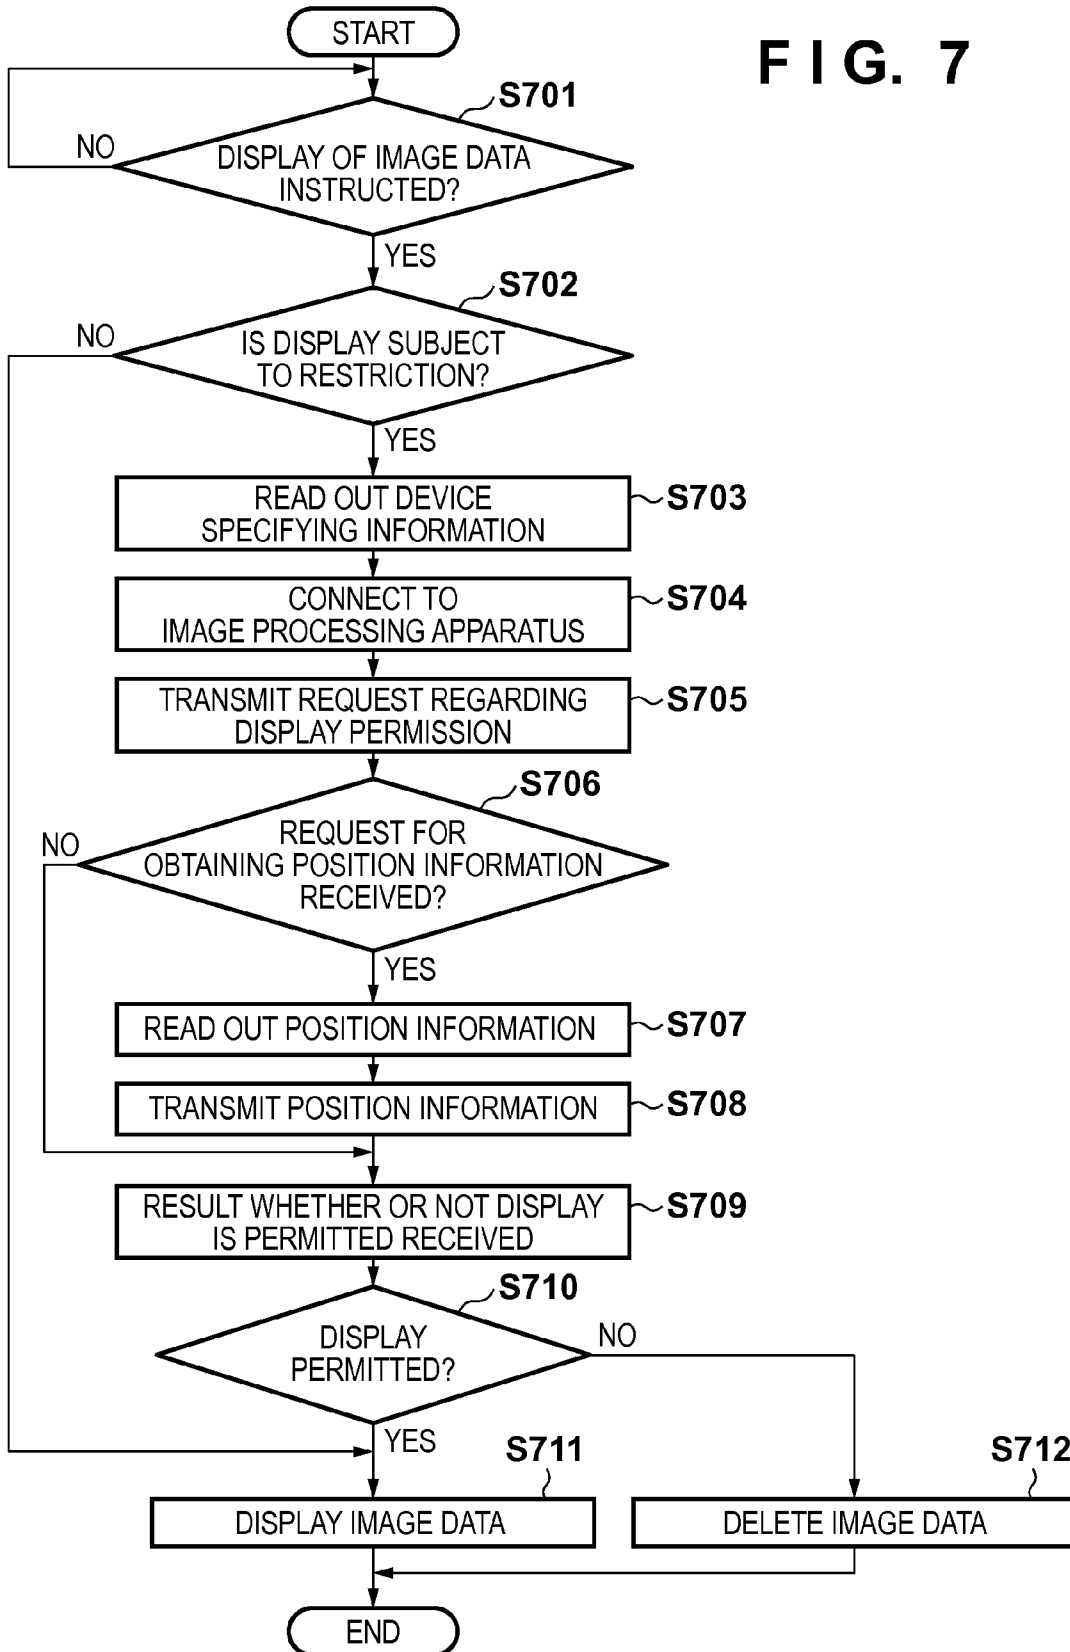 START
F I G. 7
S701
NO
DISPLAY OF IMAGE DATA
INSTRUCTED?
YES
S702
NO
IS DISPLAY SUBJECT
TO RESTRICTION?
YES
READ OUT DEVICE
SPECIFYING INFORMATION
S703
CONNECT TO
IMAGE PROCESSING APPARATUS
S704
TRANSMIT REQUEST REGARDING
DISPLAY PERMISSION
S705
S706
NO
REQUEST FOR
OBTAINING POSITION INFORMATION
RECEIVED?
YES
READ OUT POSITION INFORMATION
S707
TRANSMIT POSITION INFORMATION
S708
RESULT WHETHER OR NOT DISPLAY
IS PERMITTED RECEIVED
S709
S710
DISPLAY
PERMITTED?
NO
YES
S711
S712
DISPLAY IMAGE DATA
DELETE IMAGE DATA
END